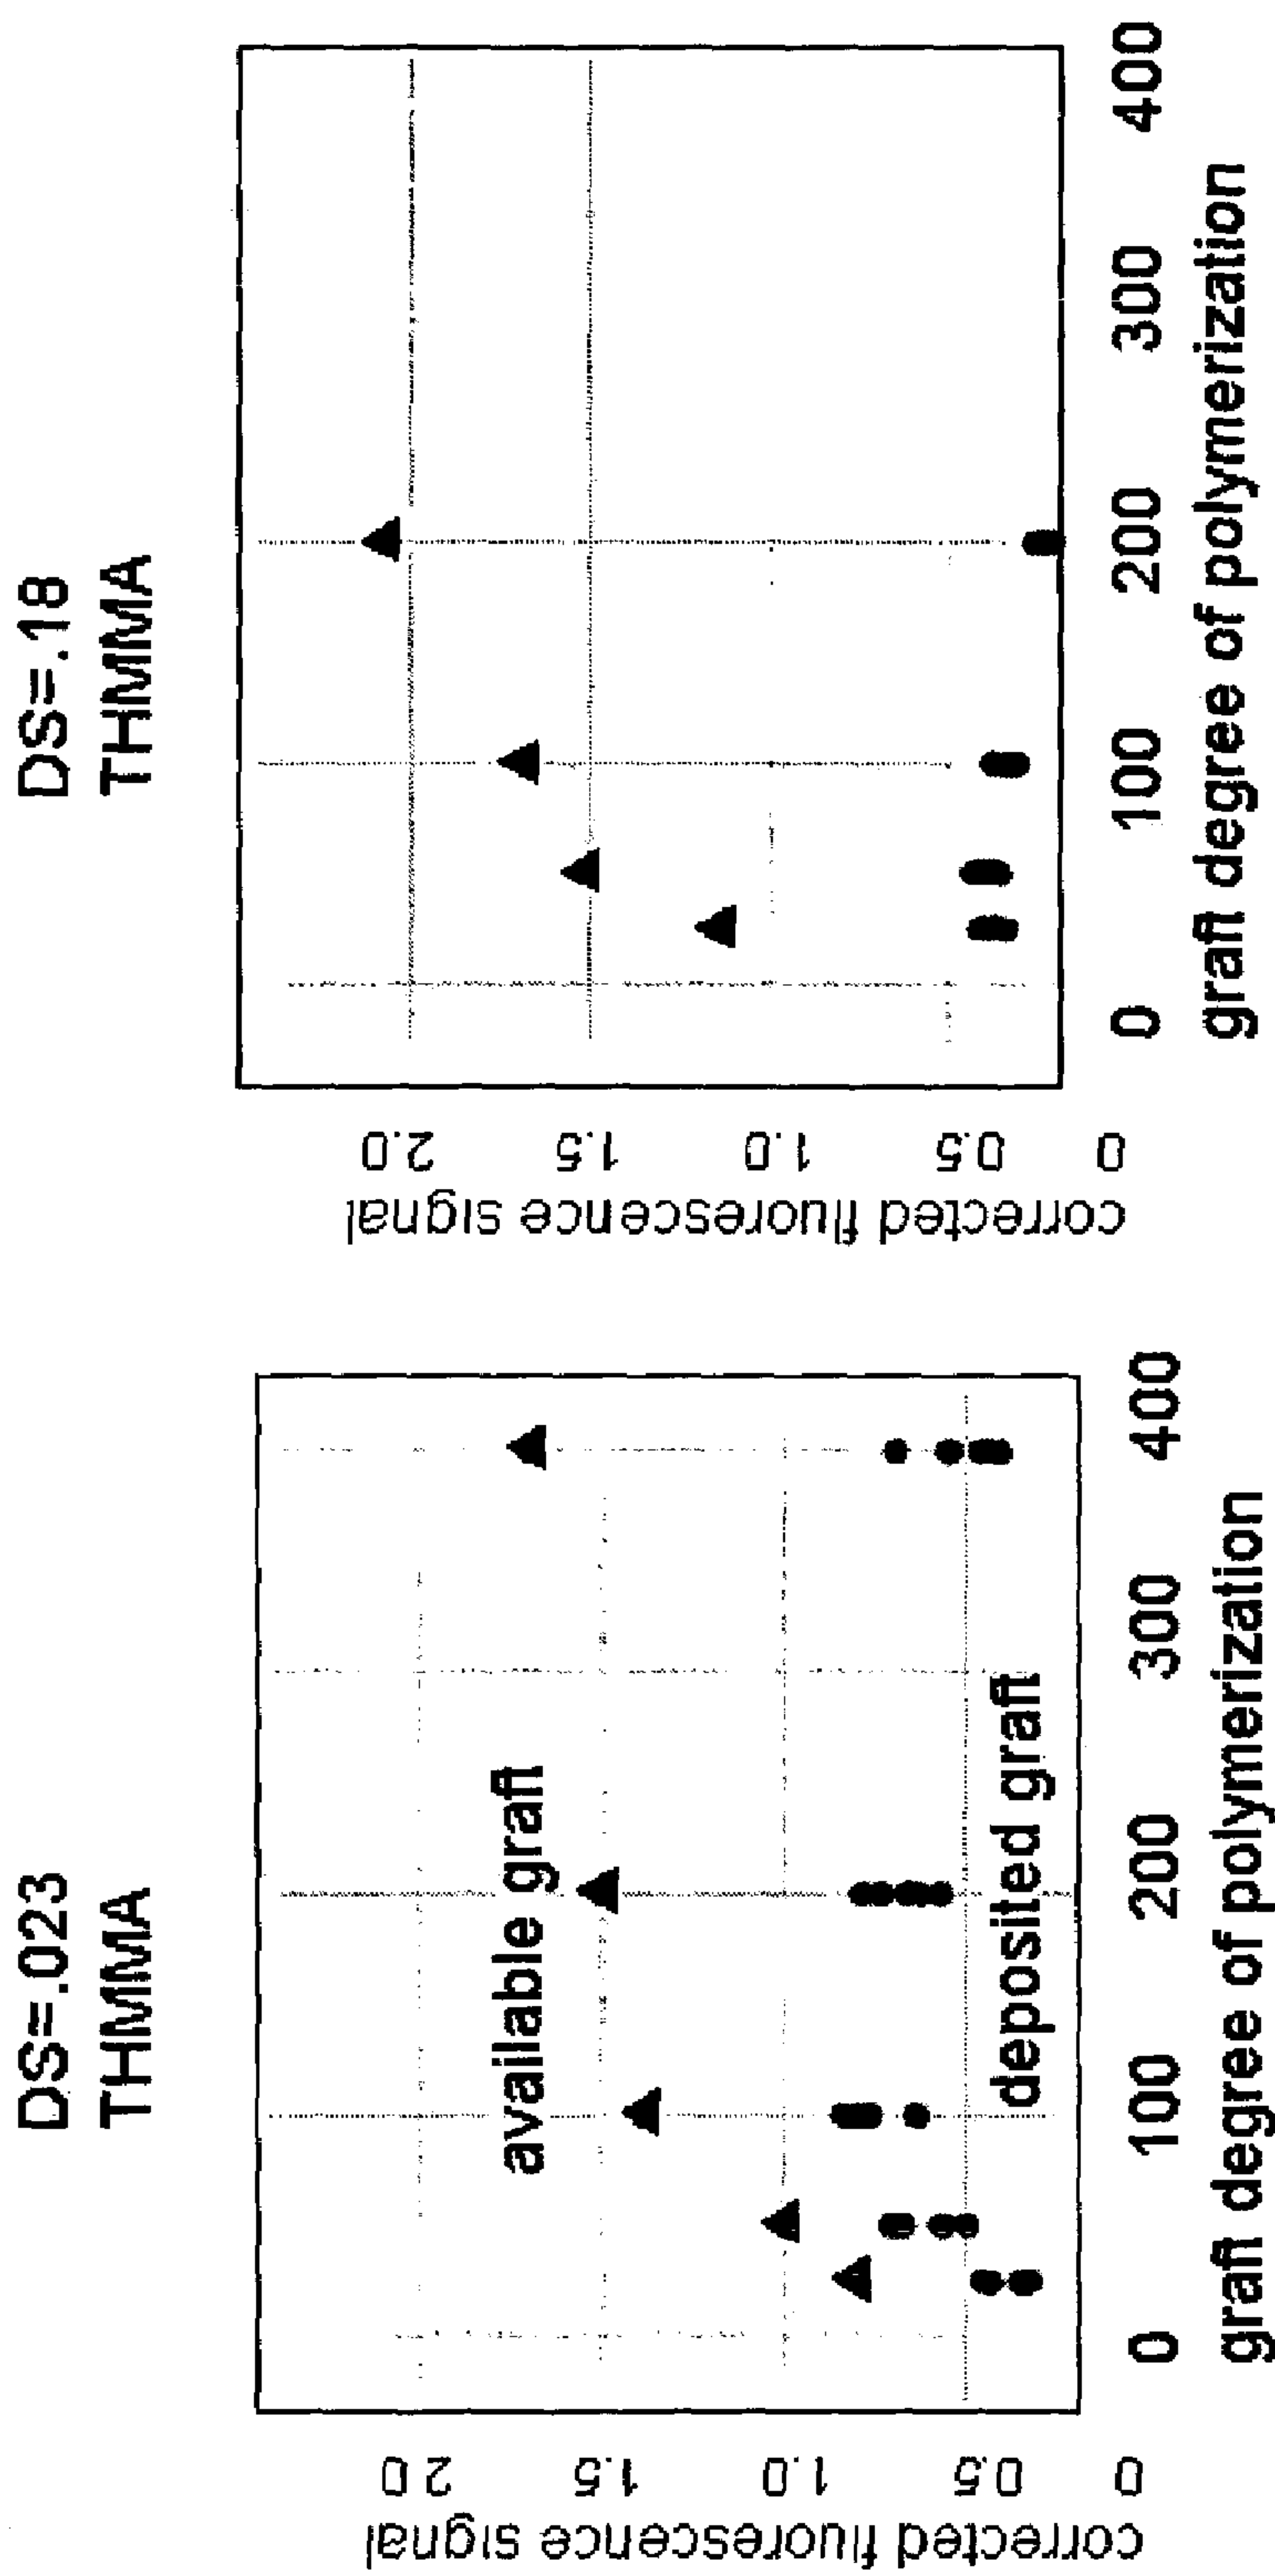 DS=.023
THMMA
corrected fluorescence signal
2.0
1.5
1.0
0.5
0
available graft
deposited graft
0 100 200 300 400
graft degree of polymerization
DS=.18
THMMA
corrected fluorescence signal
2.0
1.5
1.0
0.5
0
0 100 200 300 400
graft degree of polymerization